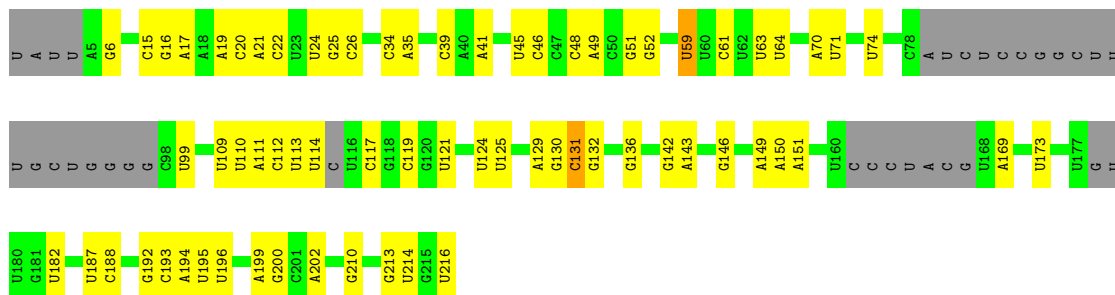 U A U U A5 G6 C15 G16 A17 A18 A19 C20 A21 C22 U23 U24 G25 C26 C34 A35 C39 A40 A41 U45 C46 C47 C48 A49 C50 G51 G52 U59 U60 C61 U62 U63 U64 A70 U71 U74 C78 A U C U C C G G C U U
U G C U G G G G C98 U99 U109 U110 A111 C112 U113 U114 C U116 C117 G118 C119 G120 U121 U124 U125 A129 G130 C131 G132 G136 G142 A143 G146 A149 A150 A151 U160 C C C U A C G U168 A169 U173 U177 G U
U180 G181 U182 U187 C188 G192 C193 A194 U195 U196 A199 G200 C201 A202 G210 G213 U214 G215 U216